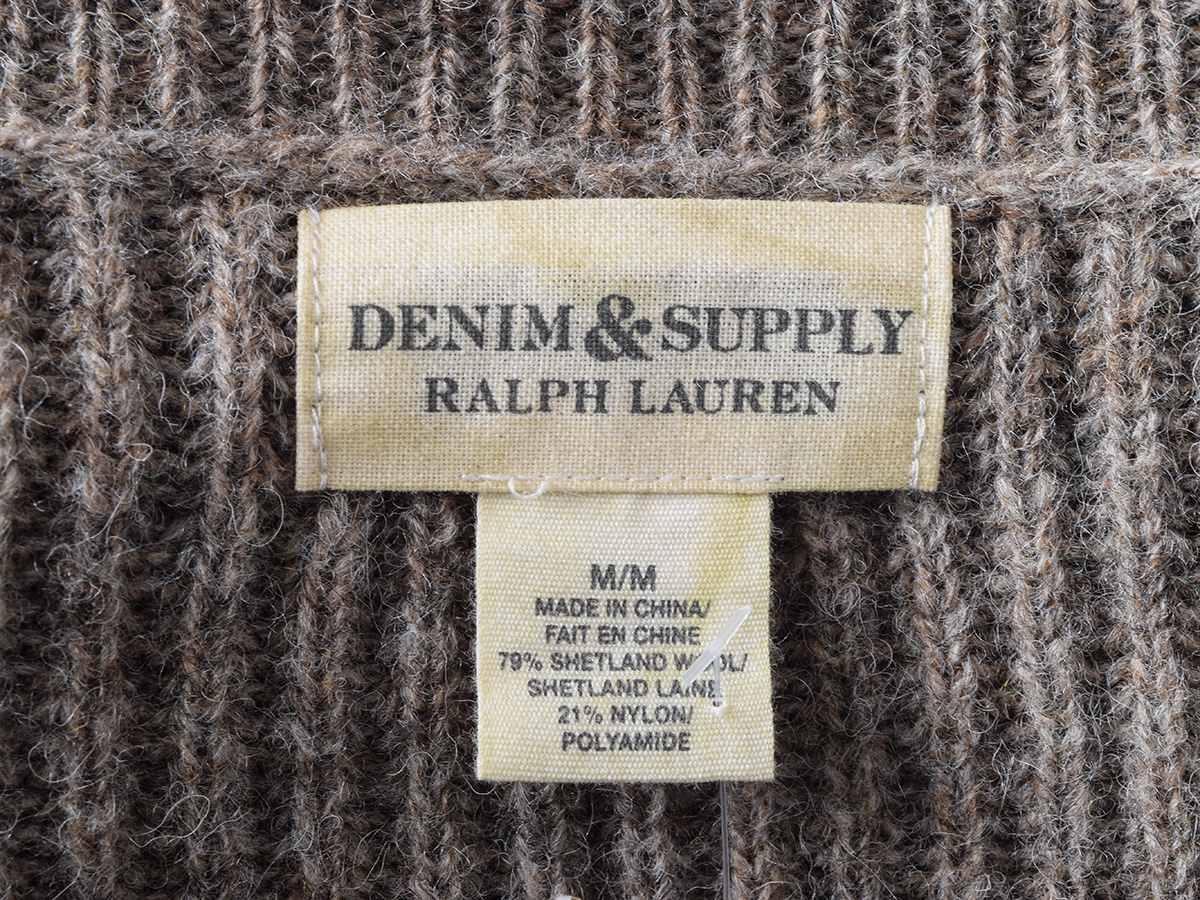 DENIM & SUPPLY
RALPH LAUREN
M/M
MADE IN CHINA/
FAIT EN CHINE
79% SHETLAND WOOL/
SHETLAND LAINE
21% NYLON/
POLYAMIDE